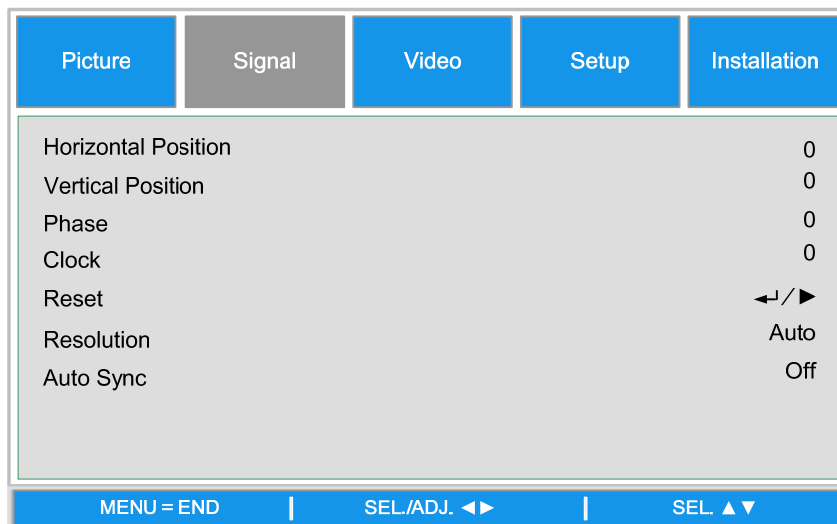 Picture Signal Video Setup Installation
Horizontal Position 0
Vertical Position 0
Phase 0
Clock 0
Reset ↵/►
Resolution Auto
Auto Sync Off
MENU = END | SEL./ADJ. ◄► | SEL. ▲▼